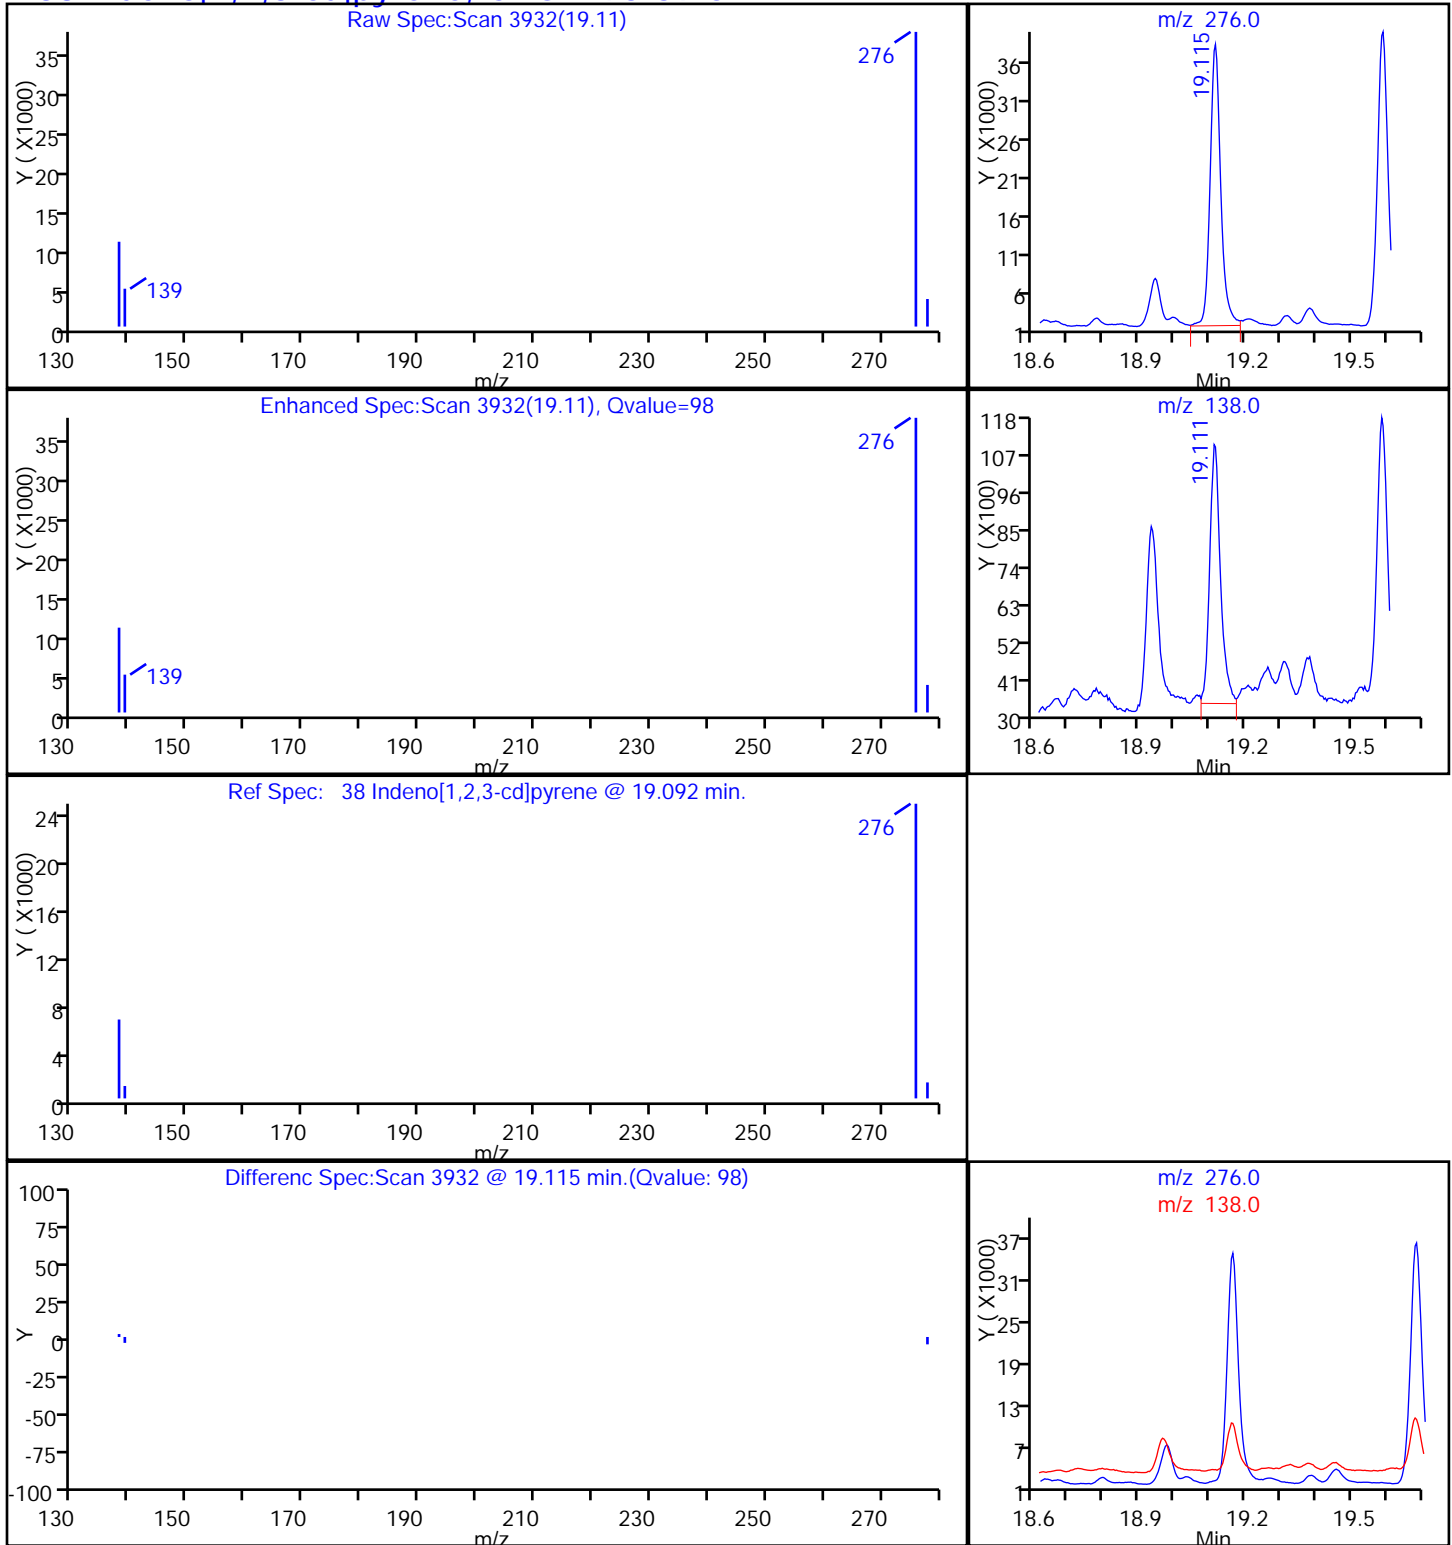 Raw Spec:Scan 3932(19.11)
Y ( X1000)
35
30
25
20
15
10
5
0
276
139
130 150 170 190 210 230 250 270
m/z
m/z 276.0
Y ( X1000)
36
31
26
21
16
11
6
1
19.115
18.6 18.9 19.2 19.5
Min
Enhanced Spec:Scan 3932(19.11), Qvalue=98
Y ( X1000)
35
30
25
20
15
10
5
0
276
139
130 150 170 190 210 230 250 270
m/z
m/z 138.0
Y ( X100)
118
107
96
85
74
63
52
41
30
19.111
18.6 18.9 19.2 19.5
Min
Ref Spec: 38 Indeno[1,2,3-cd]pyrene @ 19.092 min.
Y ( X1000)
24
20
16
12
8
4
0
276
130 150 170 190 210 230 250 270
m/z
Differenc Spec:Scan 3932 @ 19.115 min.(Qvalue: 98)
Y
100
75
50
25
0
-25
-50
-75
-100
130 150 170 190 210 230 250 270
m/z
m/z 276.0
m/z 138.0
Y ( X1000)
37
31
25
19
13
7
1
18.6 18.9 19.2 19.5
Min